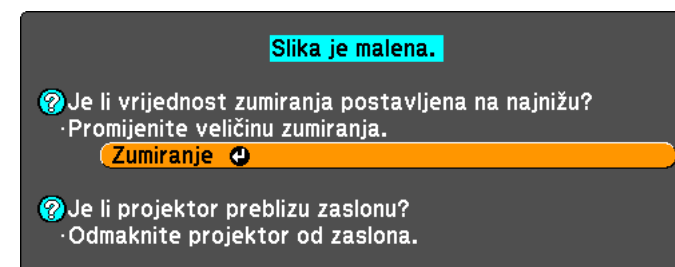 Slika je malena.
Je li vrijednost zumiranja postavljena na najnižu?
·Promijenite veličinu zumiranja.
Zumiranje
Je li projektor preblizu zaslonu?
·Odmaknite projektor od zaslona.